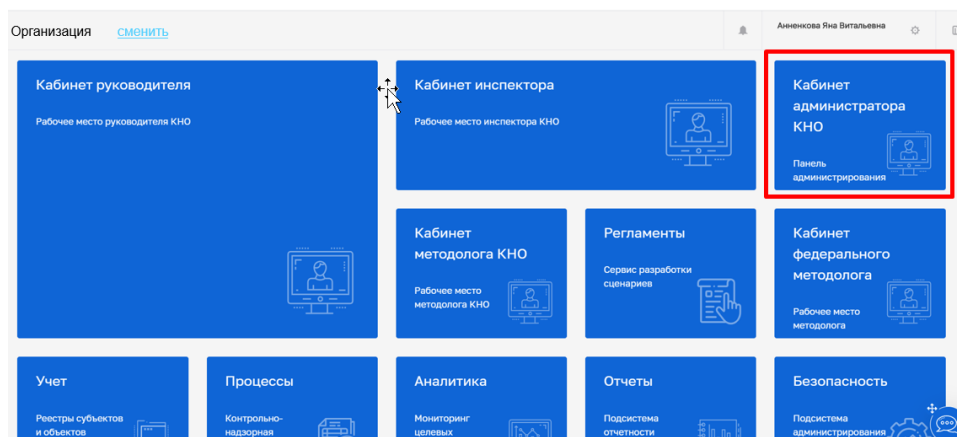 Организация сменить
Анненкова Яна Витальевна
Кабинет руководителя
Рабочее место руководителя КНО
Кабинет инспектора
Рабочее место инспектора КНО
Кабинет
администратора
КНО
Панель
администрирования
Кабинет
методолога КНО
Рабочее место
методолога КНО
Регламенты
Сервис разработки
сценариев
Кабинет
федерального
методолога
Рабочее место
методолога
Учет
Реестры субъектов
и объектов
Процессы
Контрольно-
надзорная
Аналитика
Мониторинг
целевых
Отчеты
Подсистема
отчетности
Безопасность
Подсистема
администрирования